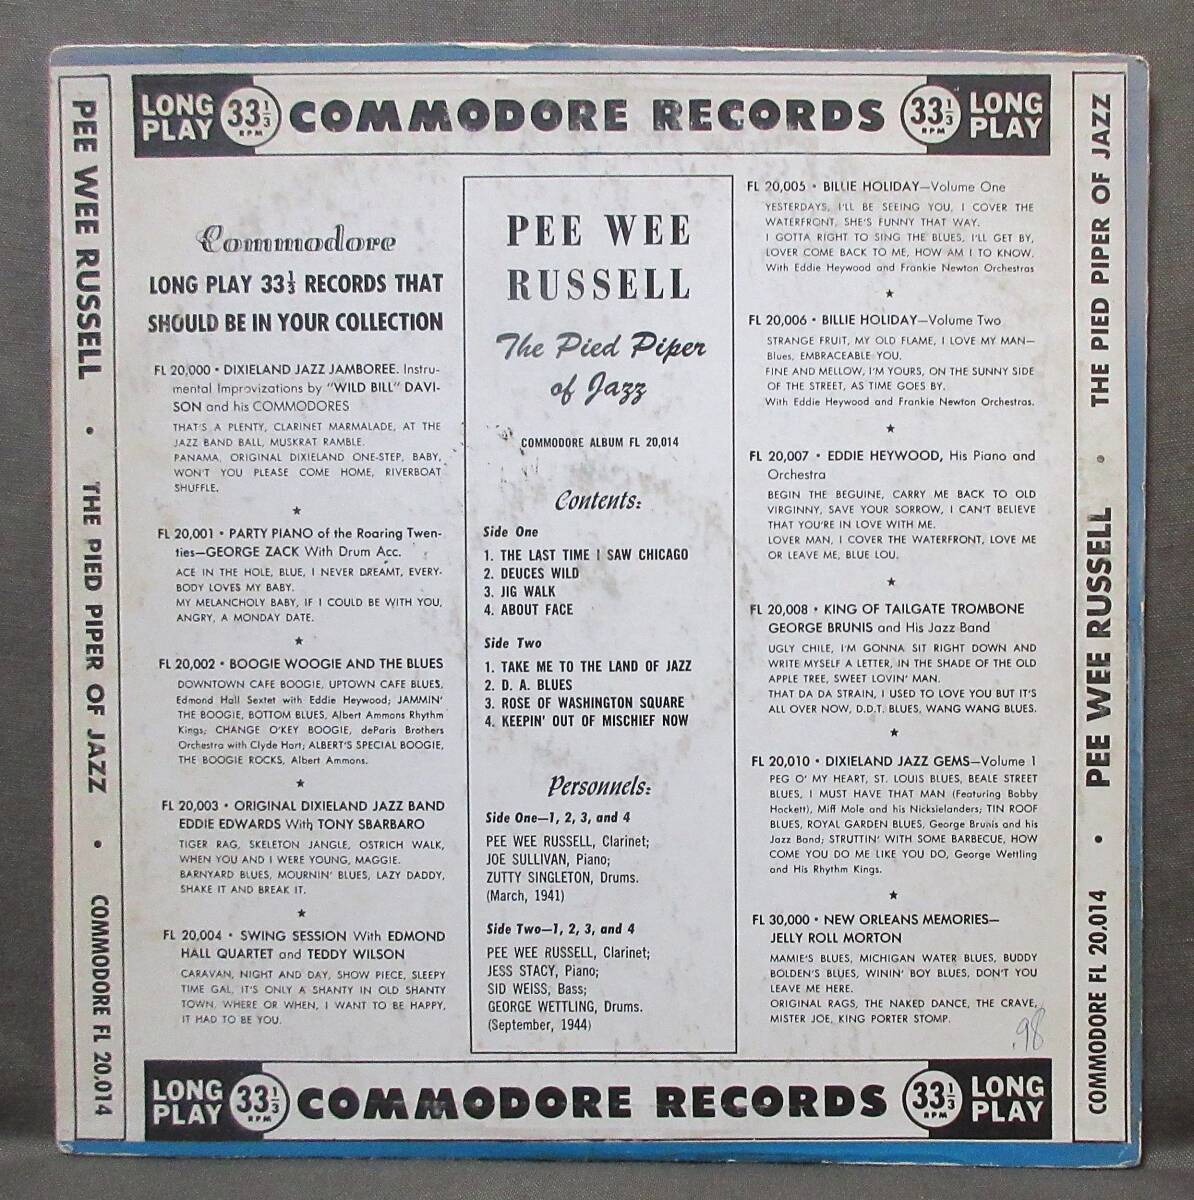 LONG PLAY 33⅓ RPM COMMODORE RECORDS 33⅓ RPM LONG PLAY
PEE WEE RUSSELL • THE PIED PIPER OF JAZZ • COMMODORE FL 20,014
Commodore
LONG PLAY 33⅓ RECORDS THAT
SHOULD BE IN YOUR COLLECTION
FL 20,000 • DIXIELAND JAZZ JAMBOREE. Instru-
mental Improvizations by "WILD BILL" DAVI-
SON and his COMMODORES
THAT'S A PLENTY, CLARINET MARMALADE, AT THE
JAZZ BAND BALL, MUSKRAT RAMBLE.
PANAMA, ORIGINAL DIXIELAND ONE-STEP, BABY,
WON'T YOU PLEASE COME HOME, RIVERBOAT
SHUFFLE.
★
FL 20,001 • PARTY PIANO of the Roaring Twen-
ties—GEORGE ZACK With Drum Acc.
ACE IN THE HOLE, BLUE, I NEVER DREAMT, EVERY-
BODY LOVES MY BABY.
MY MELANCHOLY BABY, IF I COULD BE WITH YOU,
ANGRY, A MONDAY DATE.
★
FL 20,002 • BOOGIE WOOGIE AND THE BLUES
DOWNTOWN CAFE BOOGIE, UPTOWN CAFE BLUES,
Edmond Hall Sextet with Eddie Heywood; JAMMIN'
THE BOOGIE, BOTTOM BLUES, Albert Ammons Rhythm
Kings; CHANGE O'KEY BOOGIE, deParis Brothers
Orchestra with Clyde Hart; ALBERT'S SPECIAL BOOGIE,
THE BOOGIE ROCKS, Albert Ammons.
★
FL 20,003 • ORIGINAL DIXIELAND JAZZ BAND
EDDIE EDWARDS With TONY SBARBARO
TIGER RAG, SKELETON JANGLE, OSTRICH WALK,
WHEN YOU AND I WERE YOUNG, MAGGIE.
BARNYARD BLUES, MOURNIN' BLUES, LAZY DADDY,
SHAKE IT AND BREAK IT.
★
FL 20,004 • SWING SESSION With EDMOND
HALL QUARTET and TEDDY WILSON
CARAVAN, NIGHT AND DAY, SHOW PIECE, SLEEPY
TIME GAL, IT'S ONLY A SHANTY IN OLD SHANTY
TOWN, WHERE OR WHEN, I WANT TO BE HAPPY,
IT HAD TO BE YOU.
PEE WEE
RUSSELL
The Pied Piper
of Jazz
COMMODORE ALBUM FL 20,014
Contents:
Side One
1. THE LAST TIME I SAW CHICAGO
2. DEUCES WILD
3. JIG WALK
4. ABOUT FACE
Side Two
1. TAKE ME TO THE LAND OF JAZZ
2. D. A. BLUES
3. ROSE OF WASHINGTON SQUARE
4. KEEPIN' OUT OF MISCHIEF NOW
Personnels:
Side One—1, 2, 3, and 4
PEE WEE RUSSELL, Clarinet;
JOE SULLIVAN, Piano;
ZUTTY SINGLETON, Drums.
(March, 1941)
Side Two—1, 2, 3, and 4
PEE WEE RUSSELL, Clarinet;
JESS STACY, Piano;
SID WEISS, Bass;
GEORGE WETTLING, Drums.
(September, 1944)
FL 20,005 • BILLIE HOLIDAY—Volume One
YESTERDAYS, I'LL BE SEEING YOU, I COVER THE
WATERFRONT, SHE'S FUNNY THAT WAY.
I GOTTA RIGHT TO SING THE BLUES, I'LL GET BY,
LOVER COME BACK TO ME, HOW AM I TO KNOW.
With Eddie Heywood and Frankie Newton Orchestras
★
FL 20,006 • BILLIE HOLIDAY—Volume Two
STRANGE FRUIT, MY OLD FLAME, I LOVE MY MAN—
Blues, EMBRACEABLE YOU.
FINE AND MELLOW, I'M YOURS, ON THE SUNNY SIDE
OF THE STREET, AS TIME GOES BY.
With Eddie Heywood and Frankie Newton Orchestras.
★
FL 20,007 • EDDIE HEYWOOD, His Piano and
Orchestra
BEGIN THE BEGUINE, CARRY ME BACK TO OLD
VIRGINNY, SAVE YOUR SORROW, I CAN'T BELIEVE
THAT YOU'RE IN LOVE WITH ME.
LOVER MAN, I COVER THE WATERFRONT, LOVE ME
OR LEAVE ME, BLUE LOU.
★
FL 20,008 • KING OF TAILGATE TROMBONE
GEORGE BRUNIS and His Jazz Band
UGLY CHILE, I'M GONNA SIT RIGHT DOWN AND
WRITE MYSELF A LETTER, IN THE SHADE OF THE OLD
APPLE TREE, SWEET LOVIN' MAN.
THAT DA DA STRAIN, I USED TO LOVE YOU BUT IT'S
ALL OVER NOW, D.D.T. BLUES, WANG WANG BLUES.
★
FL 20,010 • DIXIELAND JAZZ GEMS—Volume 1
PEG O' MY HEART, ST. LOUIS BLUES, BEALE STREET
BLUES, I MUST HAVE THAT MAN (Featuring Bobby
Hackett), Miff Mole and his Nicksielanders; TIN ROOF
BLUES, ROYAL GARDEN BLUES, George Brunis and his
Jazz Band; STRUTTIN' WITH SOME BARBECUE, HOW
COME YOU DO ME LIKE YOU DO, George Wettling
and His Rhythm Kings.
★
FL 30,000 • NEW ORLEANS MEMORIES—
JELLY ROLL MORTON
MAMIE'S BLUES, MICHIGAN WATER BLUES, BUDDY
BOLDEN'S BLUES, WININ' BOY BLUES, DON'T YOU
LEAVE ME HERE.
ORIGINAL RAGS, THE NAKED DANCE, THE CRAVE,
MISTER JOE, KING PORTER STOMP.
.98
COMMODORE FL 20,014 • PEE WEE RUSSELL • THE PIED PIPER OF JAZZ
LONG PLAY 33⅓ RPM COMMODORE RECORDS 33⅓ RPM LONG PLAY